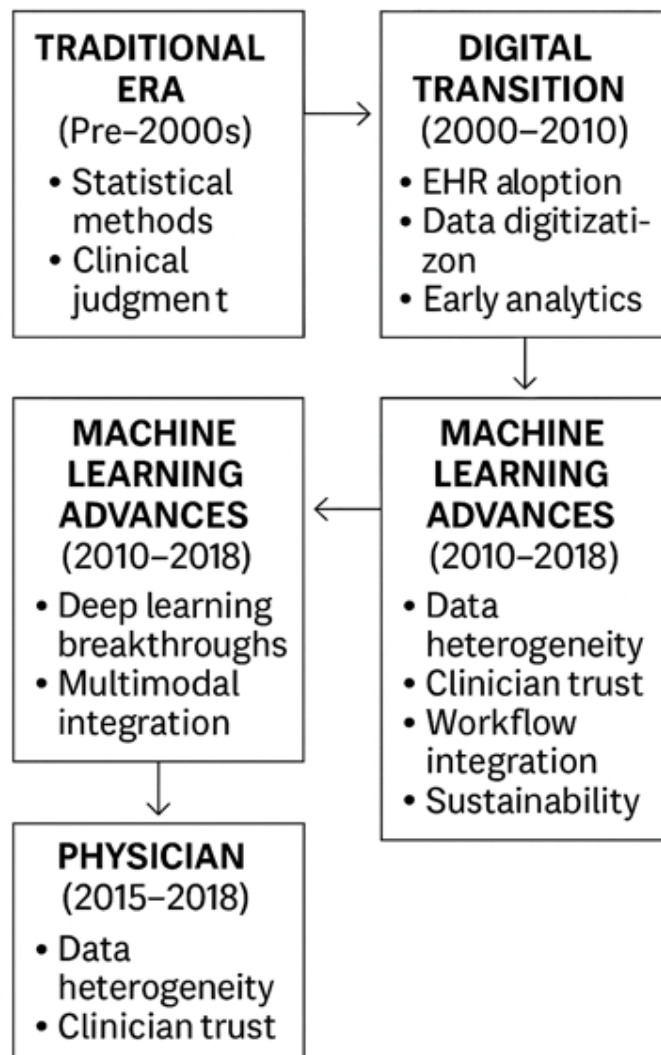 TRADITIONAL
ERA
(Pre-2000s)
• Statistical
methods
• Clinical
judgment
DIGITAL
TRANSITION
(2000–2010)
• EHR aloption
• Data digitizati-
zon
• Early analytics
MACHINE
LEARNING
ADVANCES
(2010–2018)
• Data
heterogeneity
• Clinician trust
• Workflow
integration
• Sustainability
MACHINE
LEARNING
ADVANCES
(2010–2018)
• Deep learning
breakthroughs
• Multimodal
integration
PHYSICIAN
(2015–2018)
• Data
heterogeneity
• Clinician trust